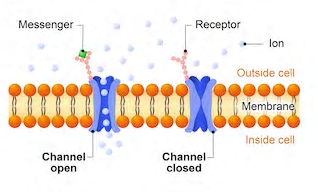 Messenger
Receptor
Ion
Outside cell
Membrane
Inside cell
Channel
open
Channel
closed